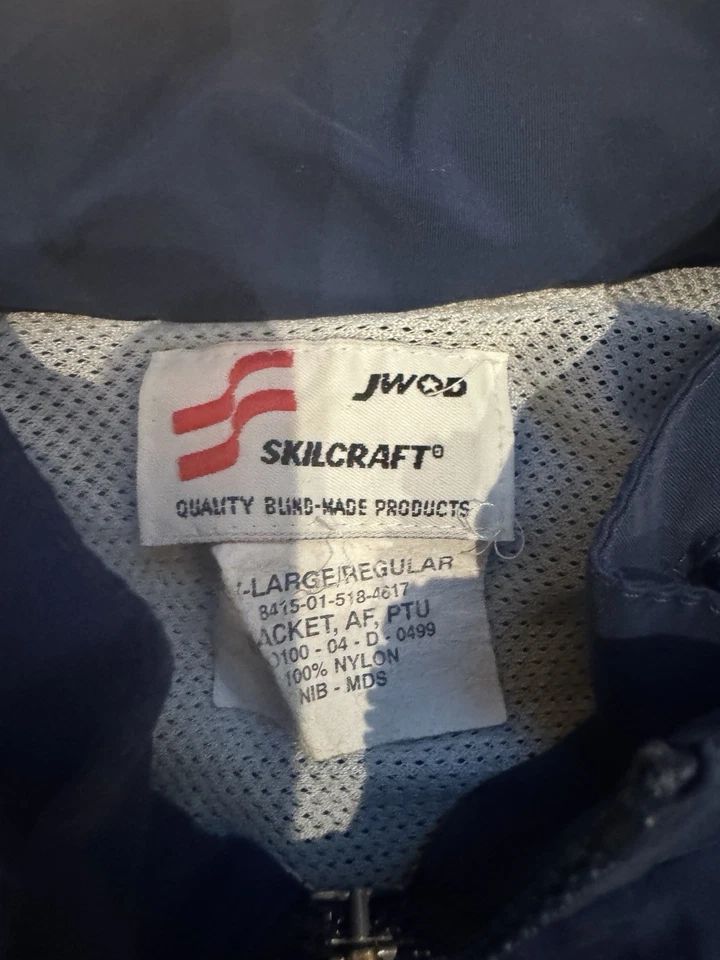 JWOD
SKILCRAFT®
QUALITY BLIND-MADE PRODUCTS
-LARGE/REGULAR
8415-01-518-4617
ACKET, AF, PTU
0100 - 04 - D - 0499
100% NYLON
NIB - MDS